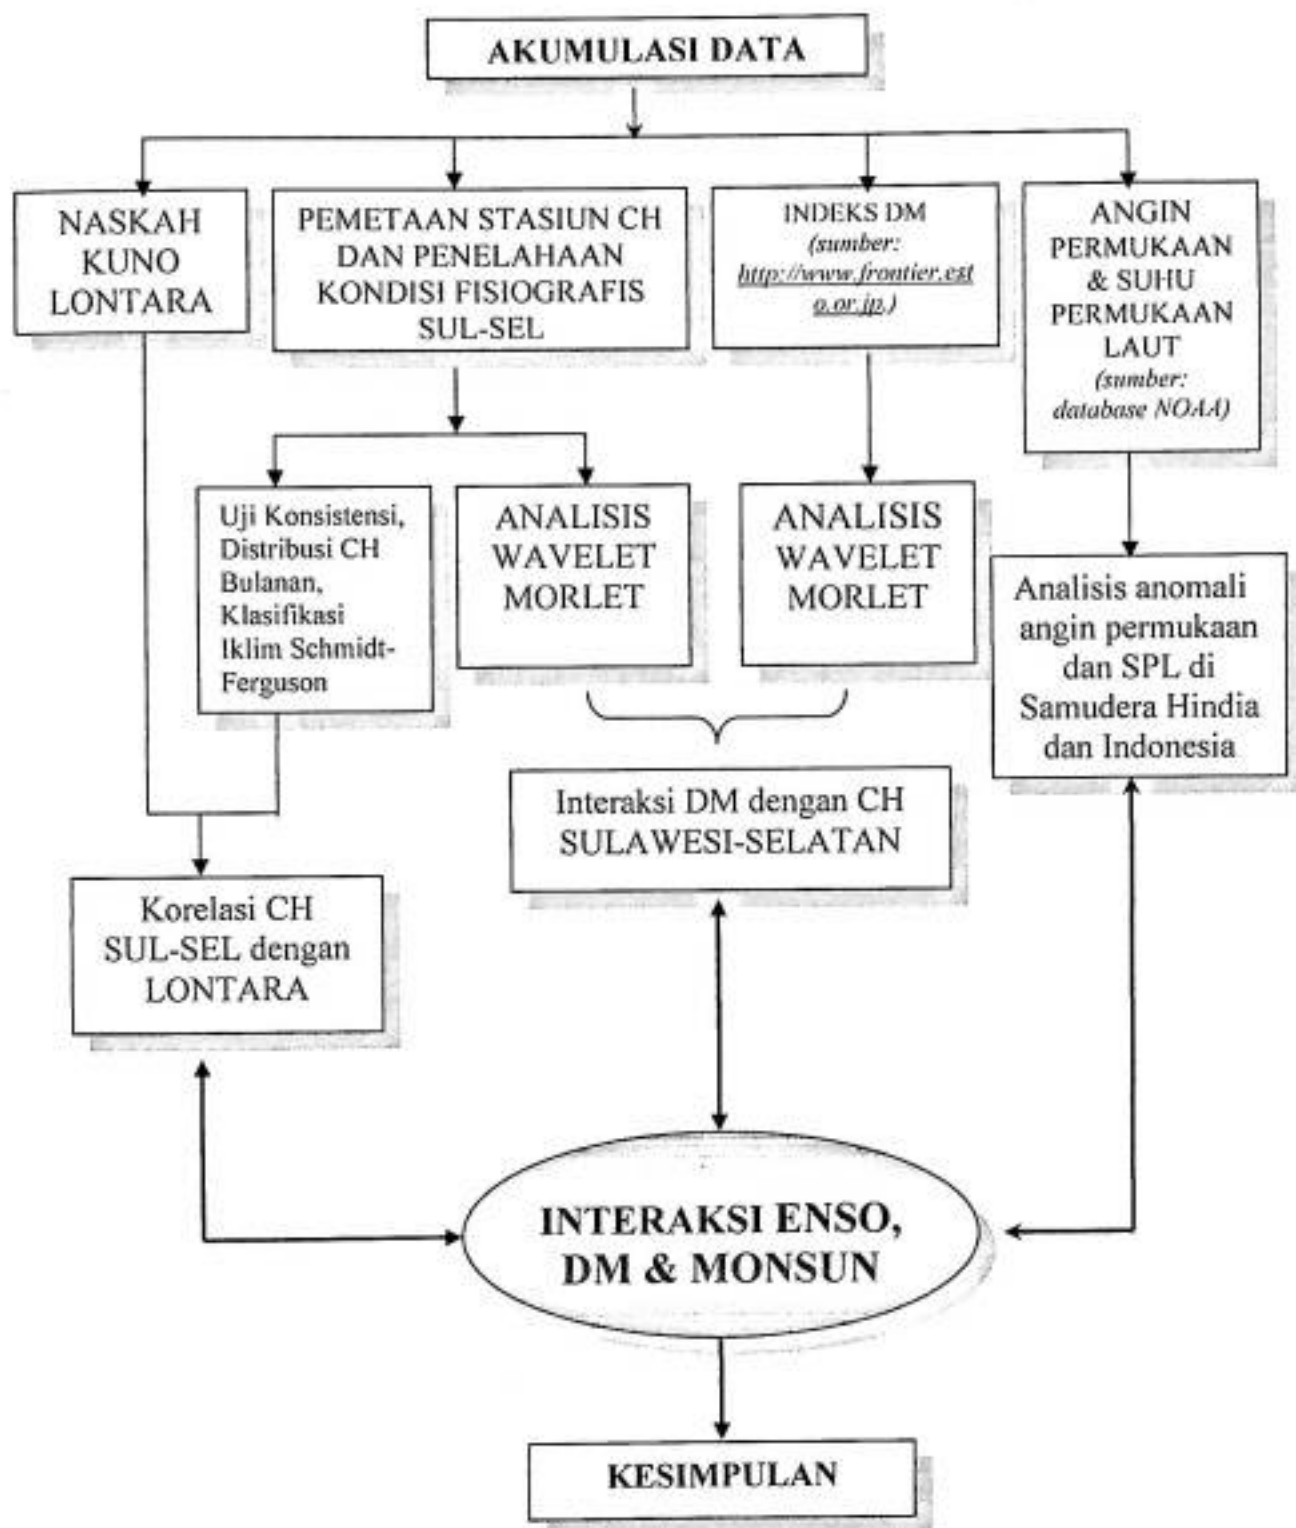 AKUMULASI DATA
NASKAH
KUNO
LONTARA
PEMETAAN STASIUN CH
DAN PENELAHAAN
KONDISI FISIOGRAFIS
SUL-SEL
INDEKS DM
(sumber:
http://www.frontier.est
o.or.jp.)
ANGIN
PERMUKAAN
& SUHU
PERMUKAAN
LAUT
(sumber:
database NOAA)
Uji Konsistensi,
Distribusi CH
Bulanan,
Klasifikasi
Iklim Schmidt-
Ferguson
ANALISIS
WAVELET
MORLET
ANALISIS
WAVELET
MORLET
Analisis anomali
angin permukaan
dan SPL di
Samudera Hindia
dan Indonesia
Interaksi DM dengan CH
SULAWESI-SELATAN
Korelasi CH
SUL-SEL dengan
LONTARA
INTERAKSI ENSO,
DM & MONSUN
KESIMPULAN